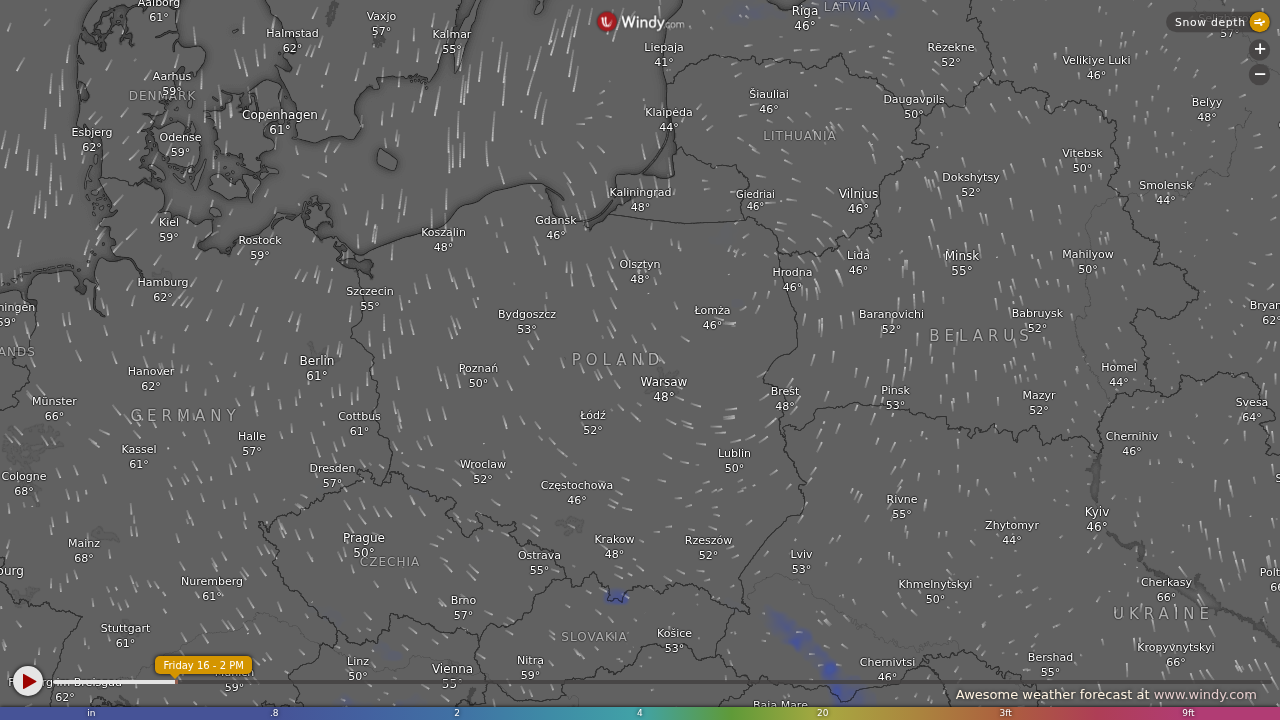 Aalborg
61°
Vaxjo
57°
Halmstad
62°
Kalmar
55°
Windy.com
Riga
46°
LATVIA
Snow depth
57°
+
−
Liepaja
41°
Rēzekne
52°
Velikiye Luki
46°
Aarhus
59°
DENMARK
Šiauliai
46°
Daugavpils
50°
Belyy
48°
Copenhagen
61°
Klaipėda
44°
Esbjerg
62°
Odense
59°
LITHUANIA
Vitebsk
50°
Dokshytsy
52°
Smolensk
44°
Kaliningrad
48°
Giedriai
46°
Vilnius
46°
Kiel
59°
Rostock
59°
Koszalin
48°
Gdansk
46°
Hamburg
62°
Szczecin
55°
Olsztyn
48°
Hrodna
46°
Lida
46°
Minsk
55°
Mahilyow
50°
59°
Bydgoszcz
53°
Łomża
46°
Baranovichi
52°
Babruysk
52°
BELARUS
62°
Berlin
61°
Hanover
62°
Poznań
50°
POLAND
Warsaw
48°
Brest
48°
Pinsk
53°
Homel
44°
Mazyr
52°
Münster
66°
GERMANY
Cottbus
61°
Łódź
52°
Svesa
64°
Kassel
61°
Halle
57°
Chernihiv
46°
Cologne
68°
Dresden
57°
Wroclaw
52°
Lublin
50°
Częstochowa
46°
Rivne
55°
Zhytomyr
44°
Kyiv
46°
Mainz
68°
Prague
50°
CZECHIA
Ostrava
55°
Krakow
48°
Rzeszów
52°
Lviv
53°
Nuremberg
61°
Brno
57°
Khmelnytskyi
50°
Cherkasy
66°
UKRAINE
Stuttgart
61°
SLOVAKIA
Košice
53°
Kropyvnytskyi
66°
Friday 16 - 2 PM
Linz
50°
Vienna
55°
Nitra
59°
Chernivtsi
46°
Bershad
55°
62°
59°
Baia Mare
Awesome weather forecast at www.windy.com
in .8 2 4 20 3ft 9ft